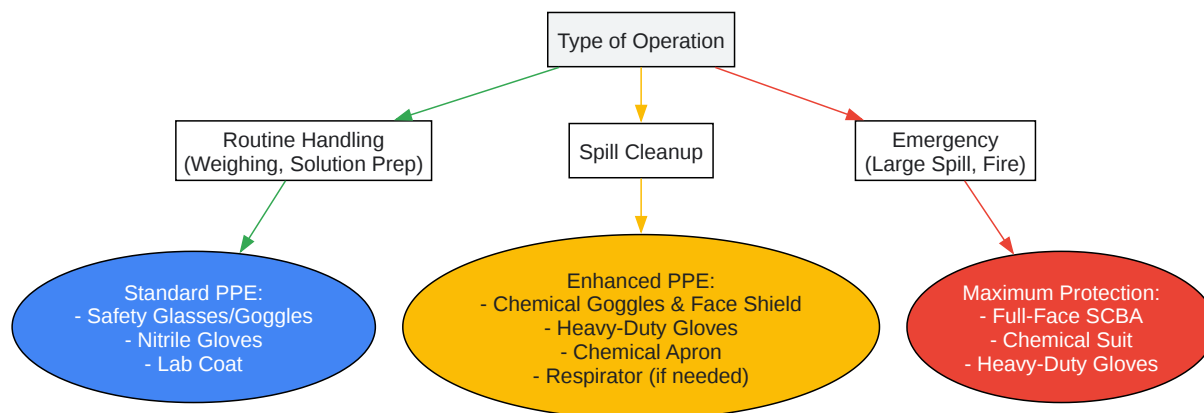 Type of Operation
Routine Handling
(Weighing, Solution Prep)
Spill Cleanup
Emergency
(Large Spill, Fire)
Standard PPE:
- Safety Glasses/Goggles
- Nitrile Gloves
- Lab Coat
Enhanced PPE:
- Chemical Goggles & Face Shield
- Heavy-Duty Gloves
- Chemical Apron
- Respirator (if needed)
Maximum Protection:
- Full-Face SCBA
- Chemical Suit
- Heavy-Duty Gloves